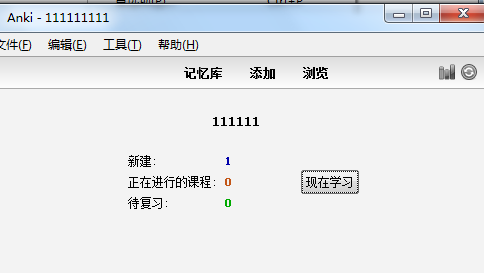 Anki - 111111111
文件(F) 编辑(E) 工具(T) 帮助(H)
记忆库 添加 浏览
111111
新建: 1
正在进行的课程: 0 现在学习
待复习: 0